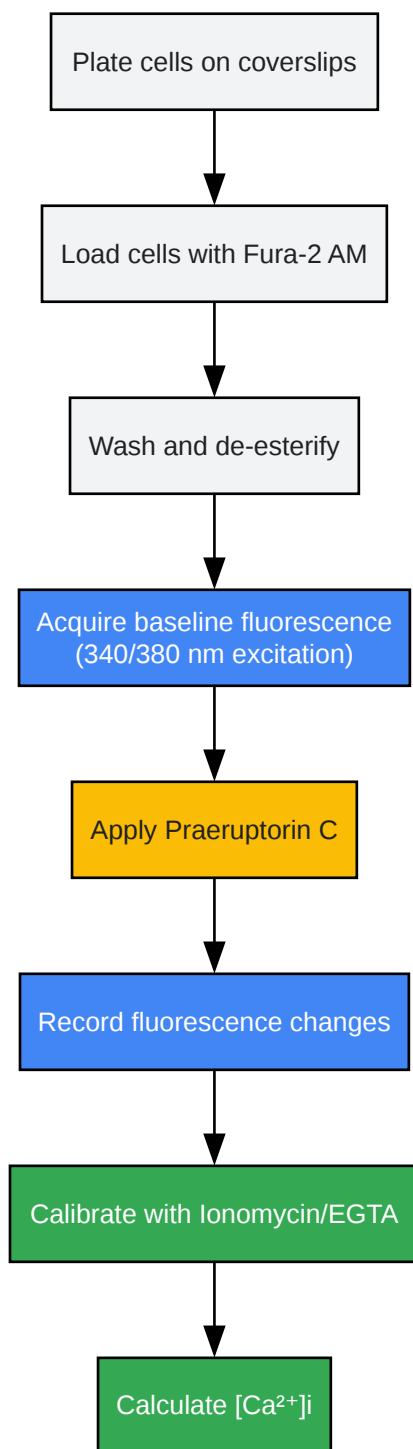 Plate cells on coverslips
Load cells with Fura-2 AM
Wash and de-esterify
Acquire baseline fluorescence
(340/380 nm excitation)
Apply Praeruptorin C
Record fluorescence changes
Calibrate with Ionomycin/EGTA
Calculate [Ca²⁺]i